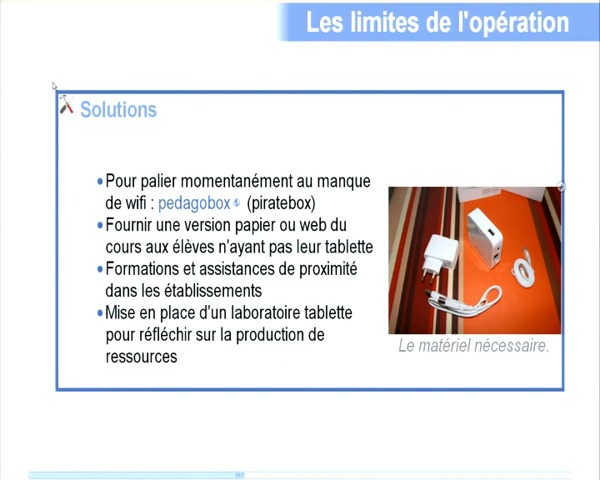 Les limites de l'opération
Solutions
•Pour palier momentanément au manque
de wifi : pedagobox (piratebox)
•Fournir une version papier ou web du
cours aux élèves n'ayant pas leur tablette
•Formations et assistances de proximité
dans les établissements
•Mise en place d'un laboratoire tablette
pour réfléchir sur la production de
ressources
Le matériel nécessaire.